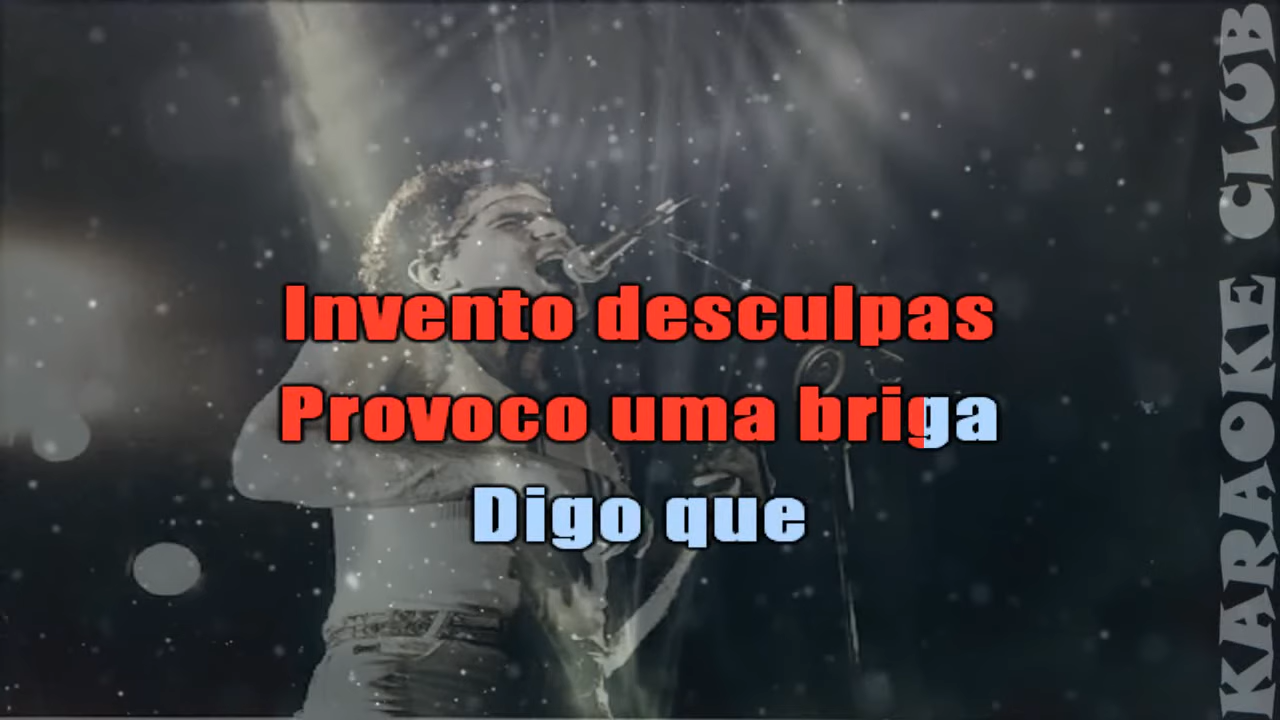 Invento desculpas
Provoco uma briga
Digo que
KARAOKE CLUB